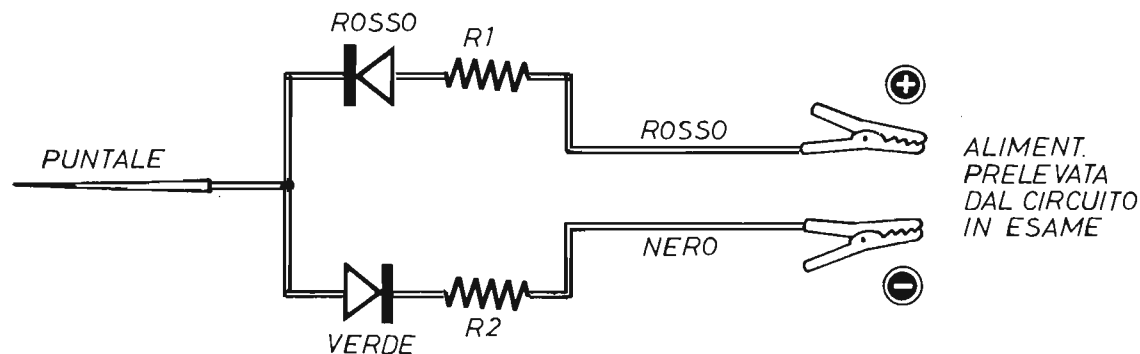 ROSSO
R1
+
PUNTALE
ROSSO
ALIMENT.
PRELEVATA
DAL CIRCUITO
IN ESAME
NERO
-
R2
VERDE